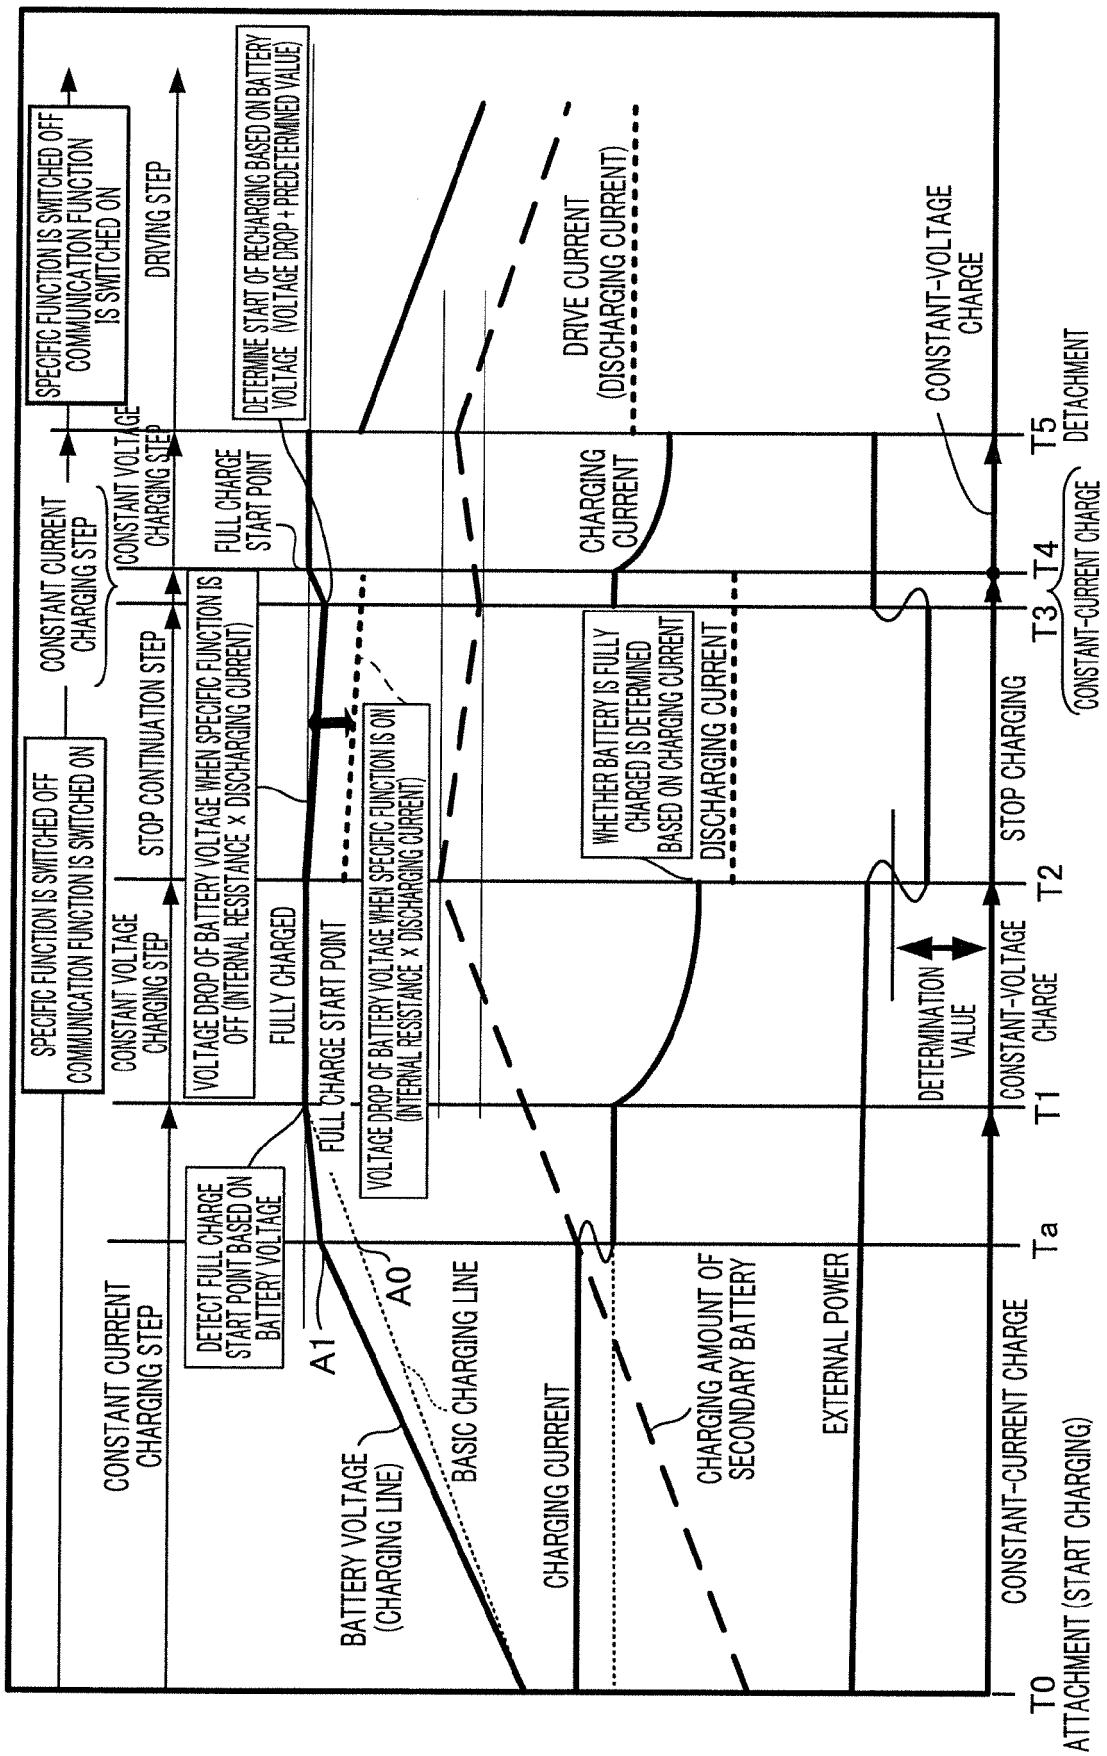 SPECIFIC FUNCTION IS SWITCHED OFF
COMMUNICATION FUNCTION IS SWITCHED ON
SPECIFIC FUNCTION IS SWITCHED OFF
COMMUNICATION FUNCTION
IS SWITCHED ON
CONSTANT CURRENT
CHARGING STEP
CONSTANT VOLTAGE
CHARGING STEP
STOP CONTINUATION STEP
CONSTANT CURRENT
CHARGING STEP
CONSTANT VOLTAGE
CHARGING STEP
DRIVING STEP
DETECT FULL CHARGE
START POINT BASED ON
BATTERY VOLTAGE
VOLTAGE DROP OF BATTERY VOLTAGE WHEN SPECIFIC FUNCTION IS
OFF (INTERNAL RESISTANCE X DISCHARGING CURRENT)
FULL CHARGE
START POINT
DETERMINE START OF RECHARGING BASED ON BATTERY
VOLTAGE (VOLTAGE DROP + PREDETERMINED VALUE)
FULLY CHARGED
FULL CHARGE START POINT
A1
A0
BATTERY VOLTAGE
(CHARGING LINE)
BASIC CHARGING LINE
VOLTAGE DROP OF BATTERY VOLTAGE WHEN SPECIFIC FUNCTION IS ON
(INTERNAL RESISTANCE X DISCHARGING CURRENT)
CHARGING CURRENT
WHETHER BATTERY IS FULLY
CHARGED IS DETERMINED
BASED ON CHARGING CURRENT
CHARGING
CURRENT
DRIVE CURRENT
(DISCHARGING CURRENT)
CHARGING AMOUNT OF
SECONDARY BATTERY
DISCHARGING CURRENT
EXTERNAL POWER
DETERMINATION
VALUE
CONSTANT-VOLTAGE
CHARGE
CONSTANT-CURRENT CHARGE
CONSTANT-VOLTAGE
CHARGE
STOP CHARGING
T0
Ta
T1
T2
T3
T4
T5
ATTACHMENT (START CHARGING)
CONSTANT-CURRENT CHARGE
DETACHMENT